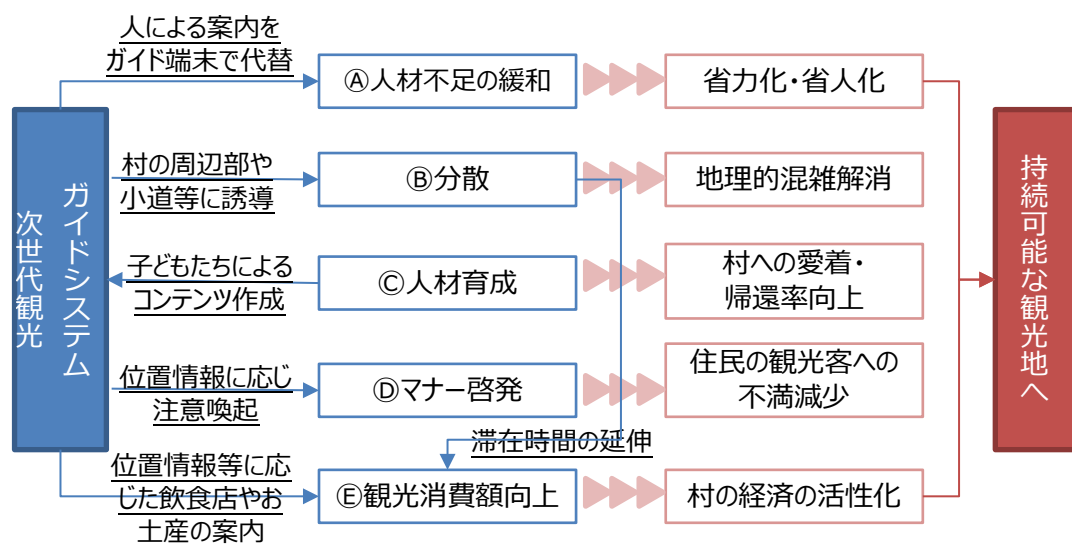 人による案内を
ガイド端末で代替
Ⓐ人材不足の緩和
省力化・省人化
村の周辺部や
小道等に誘導
Ⓑ分散
地理的混雑解消
次世代観光
ガイドシステム
子どもたちによる
コンテンツ作成
Ⓒ人材育成
村への愛着・
帰還率向上
持続可能な観光地へ
位置情報に応じ
注意喚起
Ⓓマナー啓発
住民の観光客への
不満減少
滞在時間の延伸
位置情報等に応
じた飲食店やお
土産の案内
Ⓔ観光消費額向上
村の経済の活性化